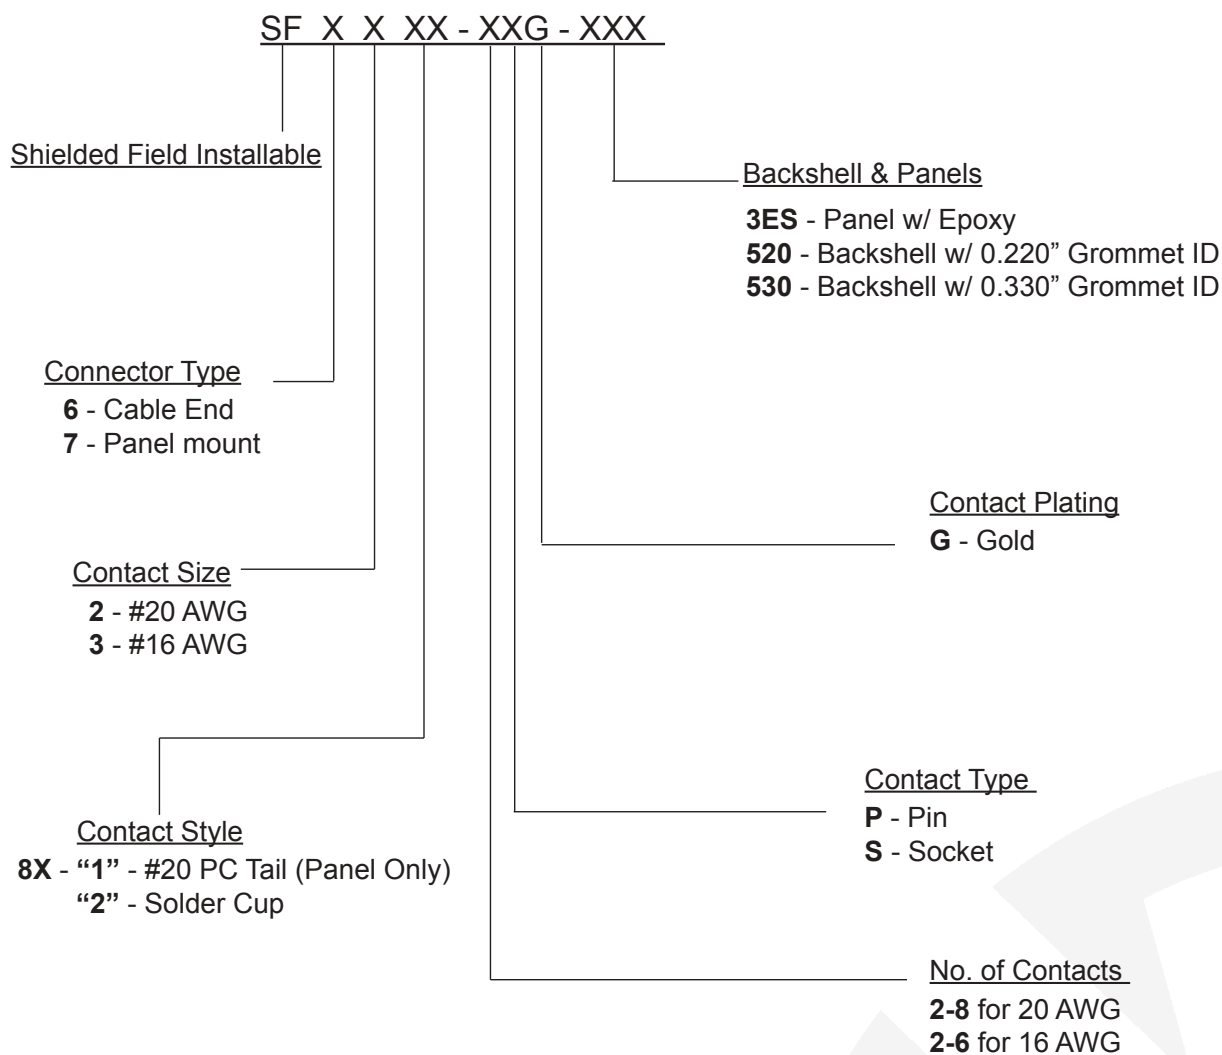 SF X X XX - XXG - XXX
Shielded Field Installable
Backshell & Panels
3ES - Panel w/ Epoxy
520 - Backshell w/ 0.220” Grommet ID
530 - Backshell w/ 0.330” Grommet ID
Connector Type
6 - Cable End
7 - Panel mount
Contact Plating
G - Gold
Contact Size
2 - #20 AWG
3 - #16 AWG
Contact Type
P - Pin
S - Socket
Contact Style
8X - “1” - #20 PC Tail (Panel Only)
“2” - Solder Cup
No. of Contacts
2-8 for 20 AWG
2-6 for 16 AWG